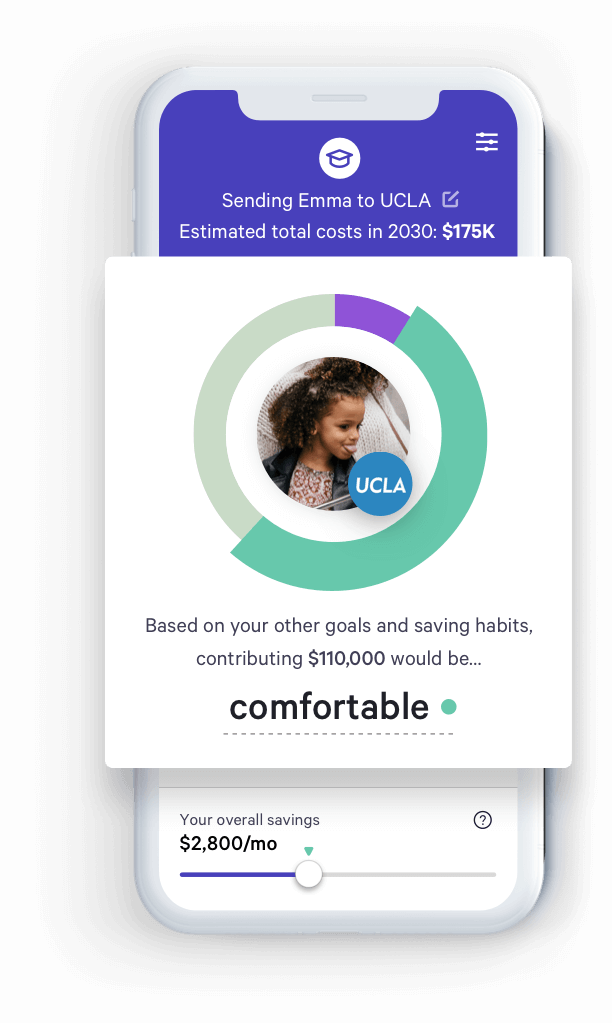 Sending Emma to UCLA
Estimated total costs in 2030: $175K
UCLA
Based on your other goals and saving habits,
contributing $110,000 would be...
comfortable
Your overall savings
$2,800/mo